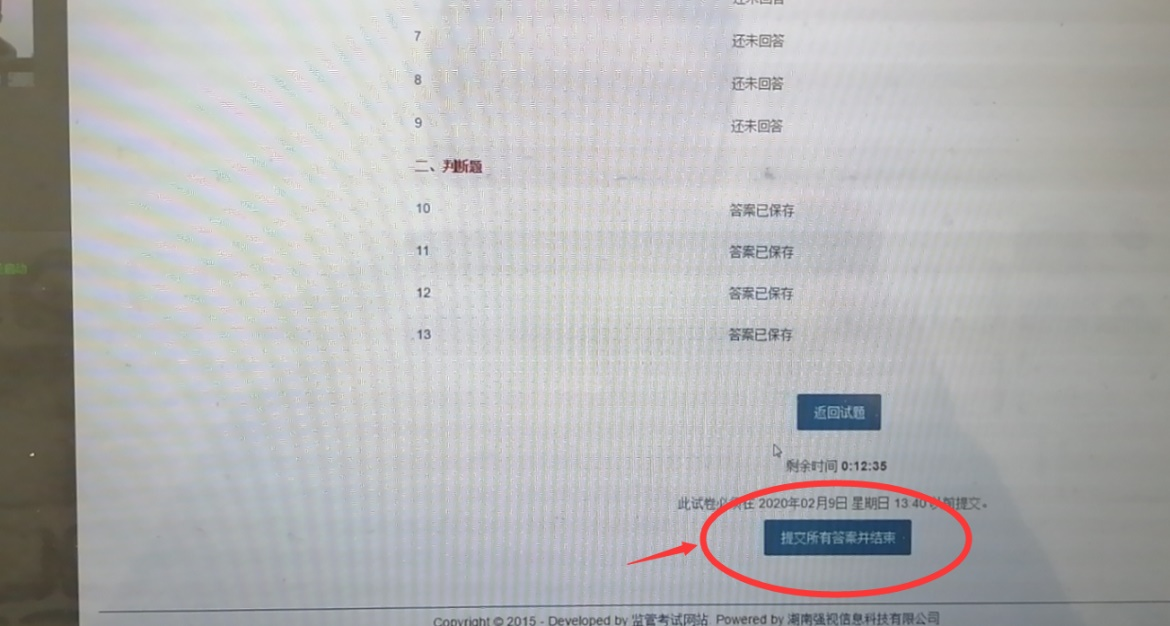 还未回答
7 还未回答
8 还未回答
9 还未回答
二、判断题
10 答案已保存
11 答案已保存
12 答案已保存
13 答案已保存
返回试题
剩余时间 0:12:35
此试卷必须在 2020年02月9日 星期日 13:40 以前提交。
提交所有答案并结束
Copyright © 2015 - Developed by 监管考试网站 Powered by 湖南强视信息科技有限公司